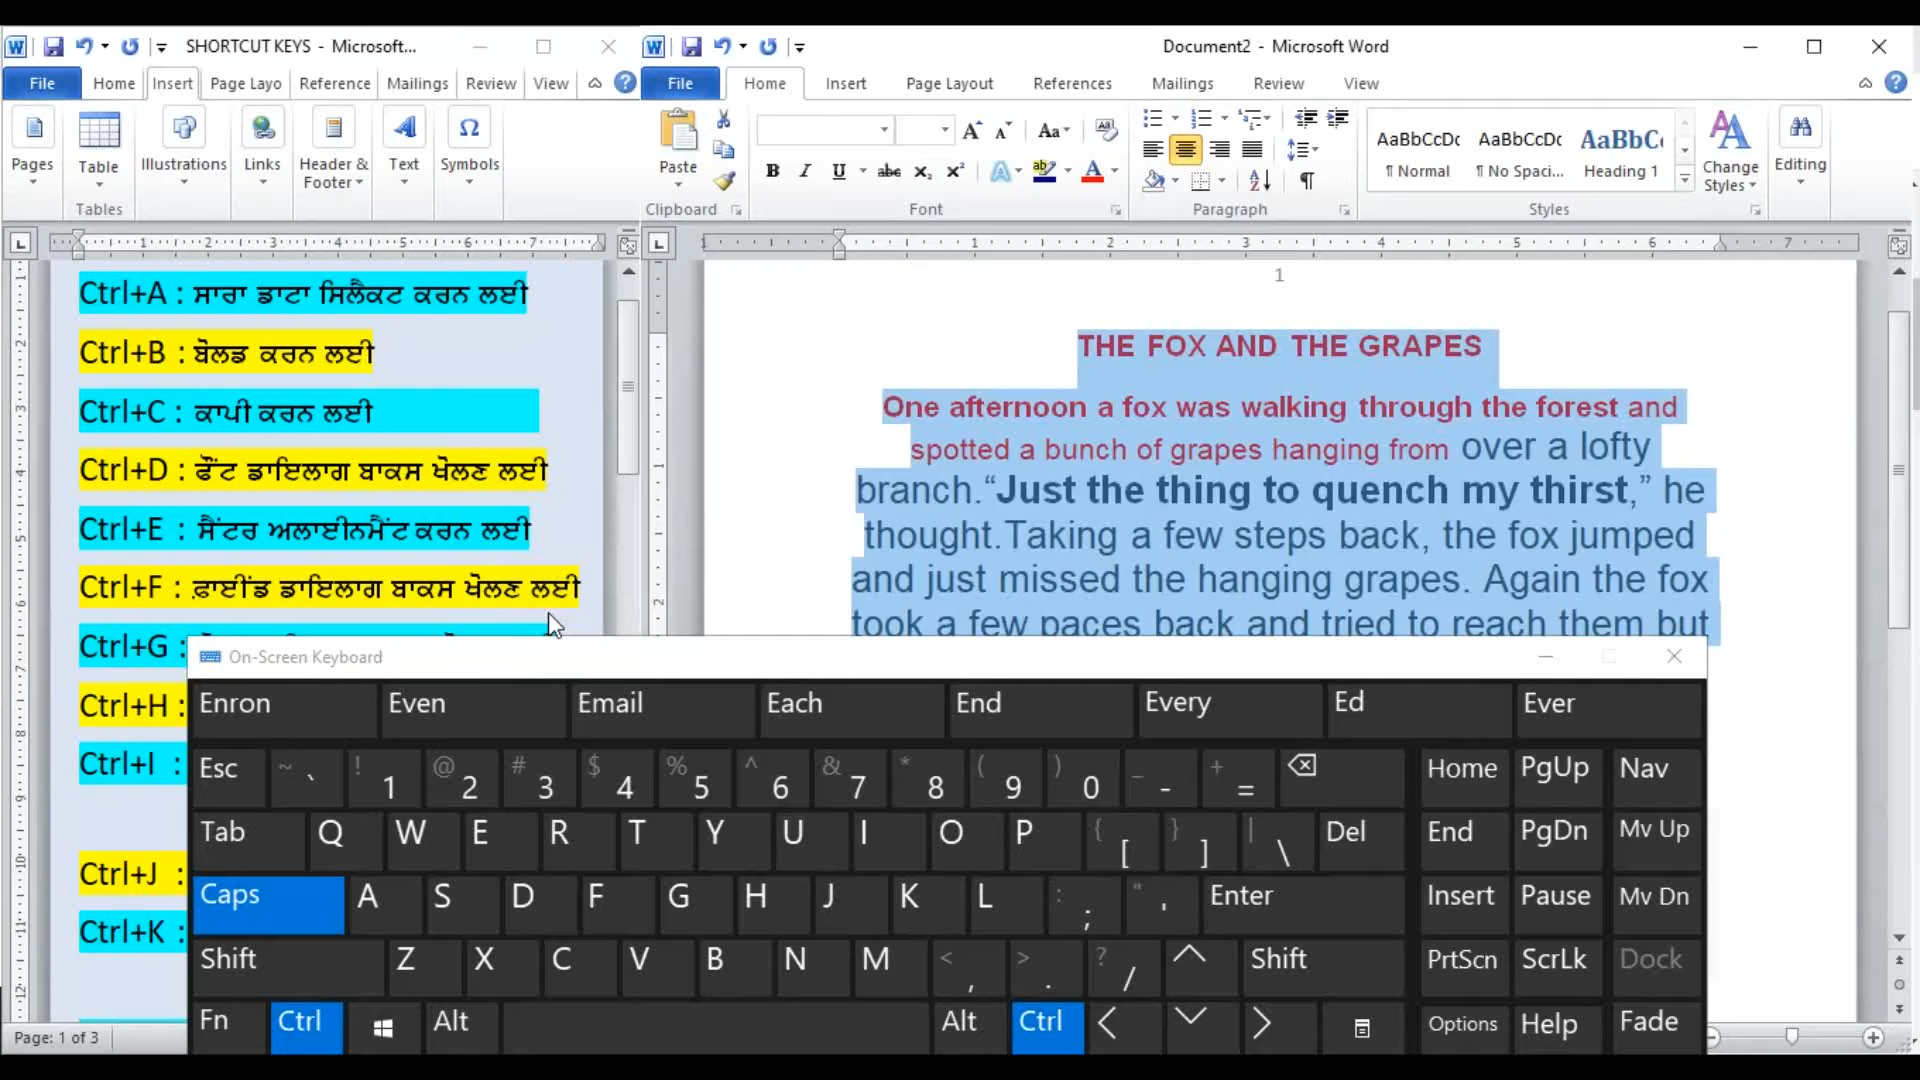 SHORTCUT KEYS - Microsoft...
File Home Insert Page Layo Reference Mailings Review View
Pages Table Illustrations Links Header & Footer Text Symbols
Tables
Ctrl+A : ਸਾਰਾ ਡਾਟਾ ਸਿਲੈਕਟ ਕਰਨ ਲਈ
Ctrl+B : ਬੋਲਡ ਕਰਨ ਲਈ
Ctrl+C : ਕਾਪੀ ਕਰਨ ਲਈ
Ctrl+D : ਫੌਂਟ ਡਾਇਲਾਗ ਬਾਕਸ ਖੋਲਣ ਲਈ
Ctrl+E : ਸੈਂਟਰ ਅਲਾਈਨਮੈਂਟ ਕਰਨ ਲਈ
Ctrl+F : ਫ਼ਾਈਂਡ ਡਾਇਲਾਗ ਬਾਕਸ ਖੋਲਣ ਲਈ
Ctrl+G :
Ctrl+H :
Ctrl+I :
Ctrl+J :
Ctrl+K :
Page: 1 of 3
Document2 - Microsoft Word
File Home Insert Page Layout References Mailings Review View
Paste
AaBbCcDc AaBbCcDc AaBbC
¶ Normal ¶ No Spaci... Heading 1
Change Styles Editing
Clipboard Font Paragraph Styles
1
THE FOX AND THE GRAPES
One afternoon a fox was walking through the forest and
spotted a bunch of grapes hanging from over a lofty
branch.“Just the thing to quench my thirst,” he
thought.Taking a few steps back, the fox jumped
and just missed the hanging grapes. Again the fox
took a few paces back and tried to reach them but
On-Screen Keyboard
Enron Even Email Each End Every Ed Ever
Esc ~ ` ! 1 @ 2 # 3 $ 4 % 5 ^ 6 & 7 * 8 ( 9 ) 0 _ - + = Home PgUp Nav
Tab Q W E R T Y U I O P { [ } ] | \ Del End PgDn Mv Up
Caps A S D F G H J K L : ; " ' Enter Insert Pause Mv Dn
Shift Z X C V B N M < , > . ? / Shift PrtScn ScrLk Dock
Fn Ctrl Alt Alt Ctrl Options Help Fade